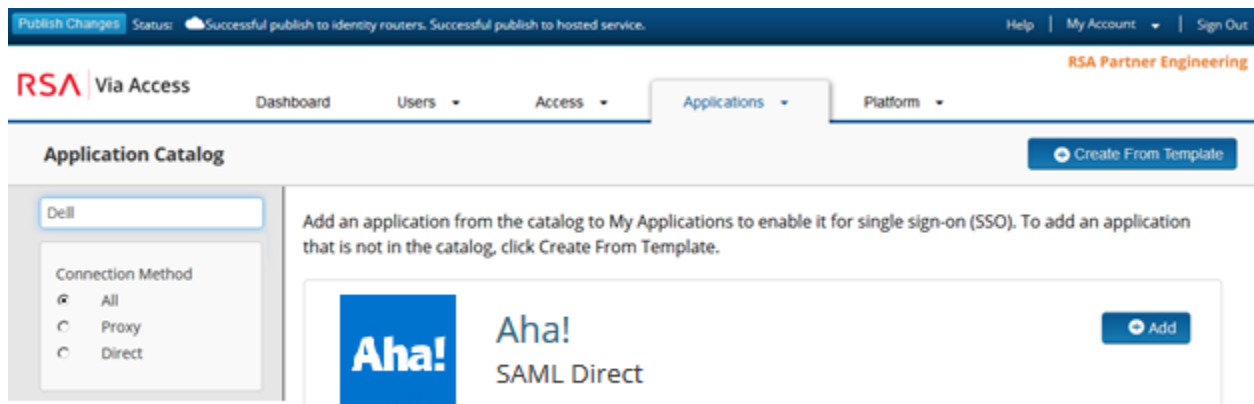 Publish Changes Status: Successful publish to identity routers. Successful publish to hosted service. Help | My Account | Sign Out
RSA Partner Engineering
RSA Via Access
Dashboard Users Access Applications Platform
Application Catalog
Create From Template
Dell
Add an application from the catalog to My Applications to enable it for single sign-on (SSO). To add an application
that is not in the catalog, click Create From Template.
Connection Method
All
Proxy
Direct
Aha!
Aha!
SAML Direct
Add